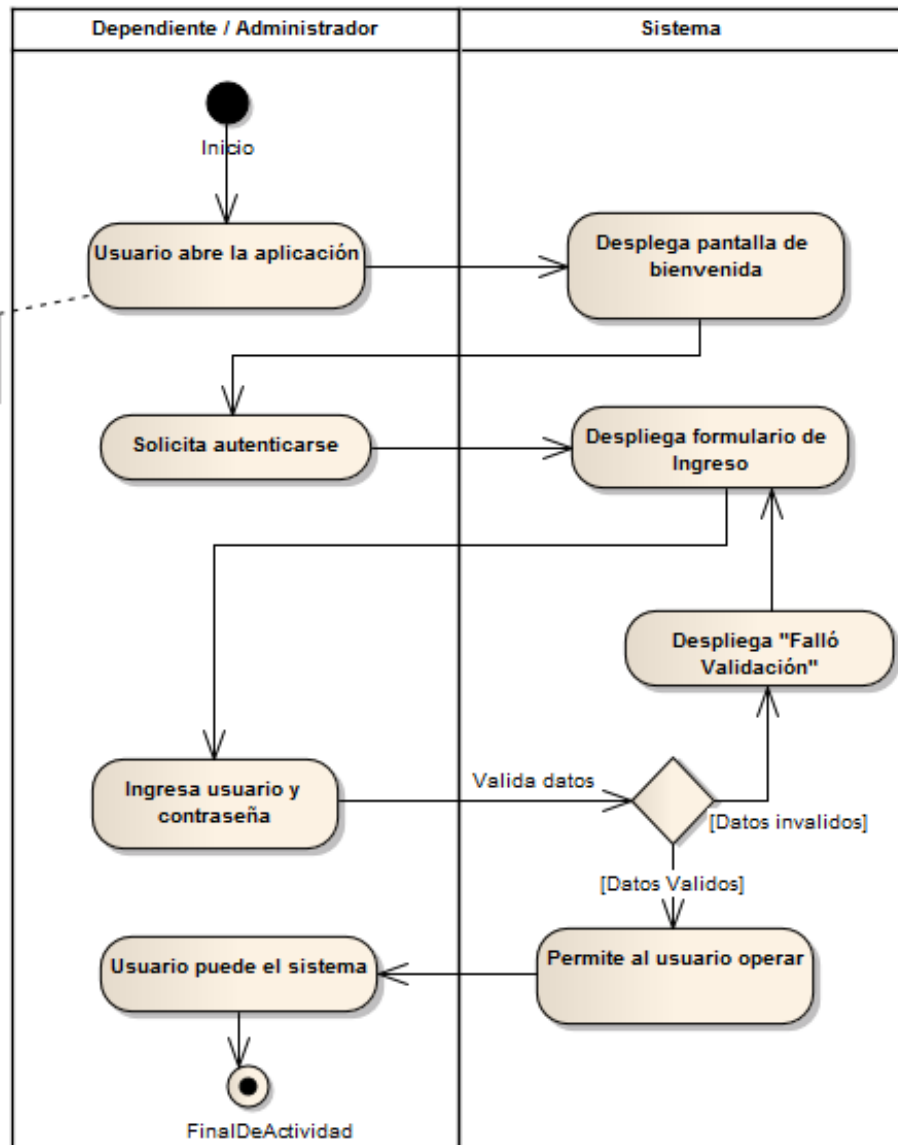 Dependiente / Administrador
Sistema
Inicio
Usuario abre la aplicación
Desplega pantalla de
bienvenida
Solicita autenticarse
Despliega formulario de
Ingreso
Despliega "Falló
Validación"
Ingresa usuario y
contraseña
Valida datos
[Datos invalidos]
[Datos Validos]
Usuario puede el sistema
Permite al usuario operar
FinalDeActividad